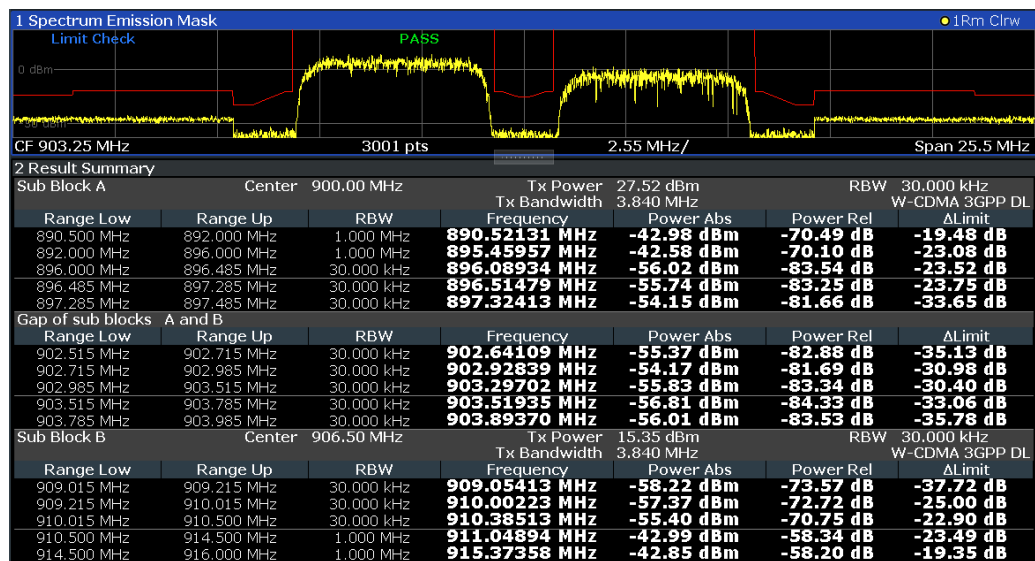 1 Spectrum Emission Mask 1Rm Clrw
Limit Check PASS
0 dBm
CF 903.25 MHz 3001 pts 2.55 MHz/ Span 25.5 MHz
2 Result Summary
Sub Block A Center 900.00 MHz Tx Power 27.52 dBm RBW 30.000 kHz
Tx Bandwidth 3.840 MHz W-CDMA 3GPP DL
Range Low Range Up RBW Frequency Power Abs Power Rel ΔLimit
890.500 MHz 892.000 MHz 1.000 MHz 890.52131 MHz -42.98 dBm -70.49 dB -19.48 dB
892.000 MHz 896.000 MHz 1.000 MHz 895.45957 MHz -42.58 dBm -70.10 dB -23.08 dB
896.000 MHz 896.485 MHz 30.000 kHz 896.08934 MHz -56.02 dBm -83.54 dB -23.52 dB
896.485 MHz 897.285 MHz 30.000 kHz 896.51479 MHz -55.74 dBm -83.25 dB -23.75 dB
897.285 MHz 897.485 MHz 30.000 kHz 897.32413 MHz -54.15 dBm -81.66 dB -33.65 dB
Gap of sub blocks A and B
Range Low Range Up RBW Frequency Power Abs Power Rel ΔLimit
902.515 MHz 902.715 MHz 30.000 kHz 902.64109 MHz -55.37 dBm -82.88 dB -35.13 dB
902.715 MHz 902.985 MHz 30.000 kHz 902.92839 MHz -54.17 dBm -81.69 dB -30.98 dB
902.985 MHz 903.515 MHz 30.000 kHz 903.29702 MHz -55.83 dBm -83.34 dB -30.40 dB
903.515 MHz 903.785 MHz 30.000 kHz 903.51935 MHz -56.81 dBm -84.33 dB -33.06 dB
903.785 MHz 903.985 MHz 30.000 kHz 903.89370 MHz -56.01 dBm -83.53 dB -35.78 dB
Sub Block B Center 906.50 MHz Tx Power 15.35 dBm RBW 30.000 kHz
Tx Bandwidth 3.840 MHz W-CDMA 3GPP DL
Range Low Range Up RBW Frequency Power Abs Power Rel ΔLimit
909.015 MHz 909.215 MHz 30.000 kHz 909.05413 MHz -58.22 dBm -73.57 dB -37.72 dB
909.215 MHz 910.015 MHz 30.000 kHz 910.00223 MHz -57.37 dBm -72.72 dB -25.00 dB
910.015 MHz 910.500 MHz 30.000 kHz 910.38513 MHz -55.40 dBm -70.75 dB -22.90 dB
910.500 MHz 914.500 MHz 1.000 MHz 911.04894 MHz -42.99 dBm -58.34 dB -23.49 dB
914.500 MHz 916.000 MHz 1.000 MHz 915.37358 MHz -42.85 dBm -58.20 dB -19.35 dB